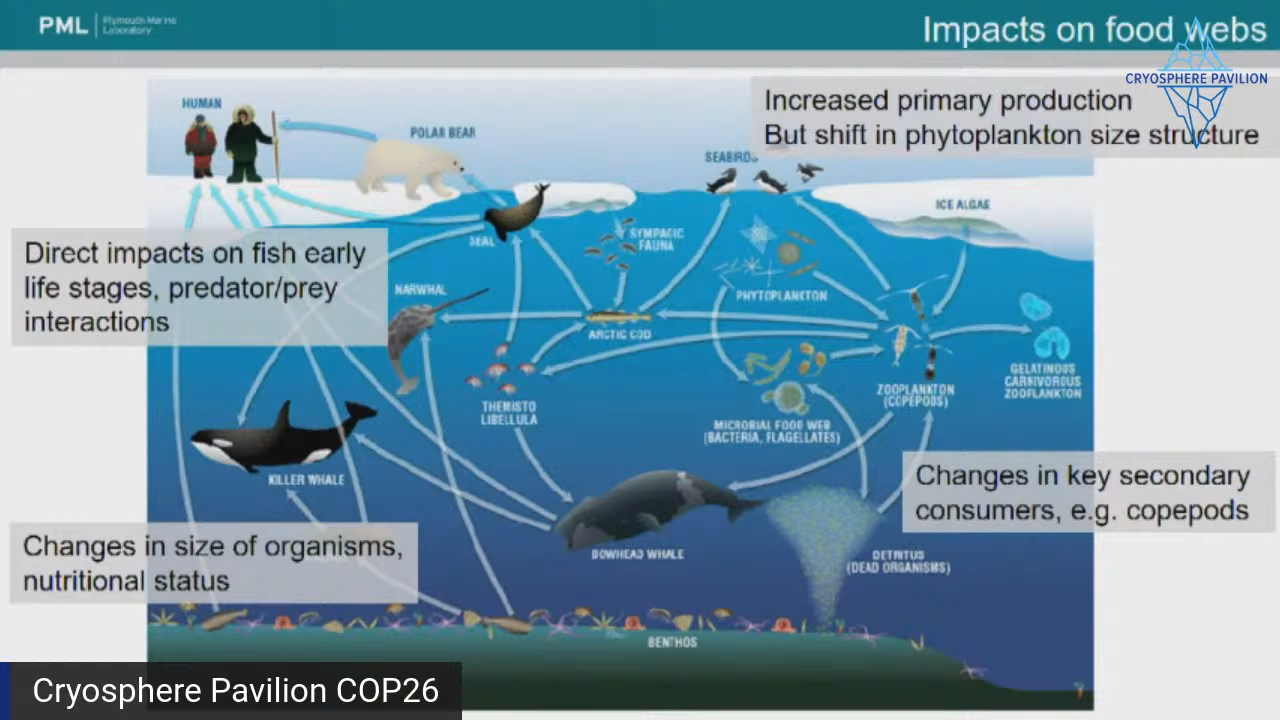 PML
Plymouth Marine
Laboratory
Impacts on food webs
CRYOSPHERE PAVILION
Increased primary production
But shift in phytoplankton size structure
HUMAN
POLAR BEAR
SEABIRDS
ICE ALGAE
SEAL
SYMPAGIC
FAUNA
Direct impacts on fish early
life stages, predator/prey
interactions
NARWHAL
PHYTOPLANKTON
ARCTIC COD
GELATINOUS
CARNIVOROUS
ZOOPLANKTON
ZOOPLANKTON
(COPEPODS)
THEMISTO
LIBELLULA
MICROBIAL FOOD WEB
(BACTERIA, FLAGELLATES)
KILLER WHALE
Changes in key secondary
consumers, e.g. copepods
Changes in size of organisms,
nutritional status
BOWHEAD WHALE
DETRITUS
(DEAD ORGANISMS)
BENTHOS
Cryosphere Pavilion COP26